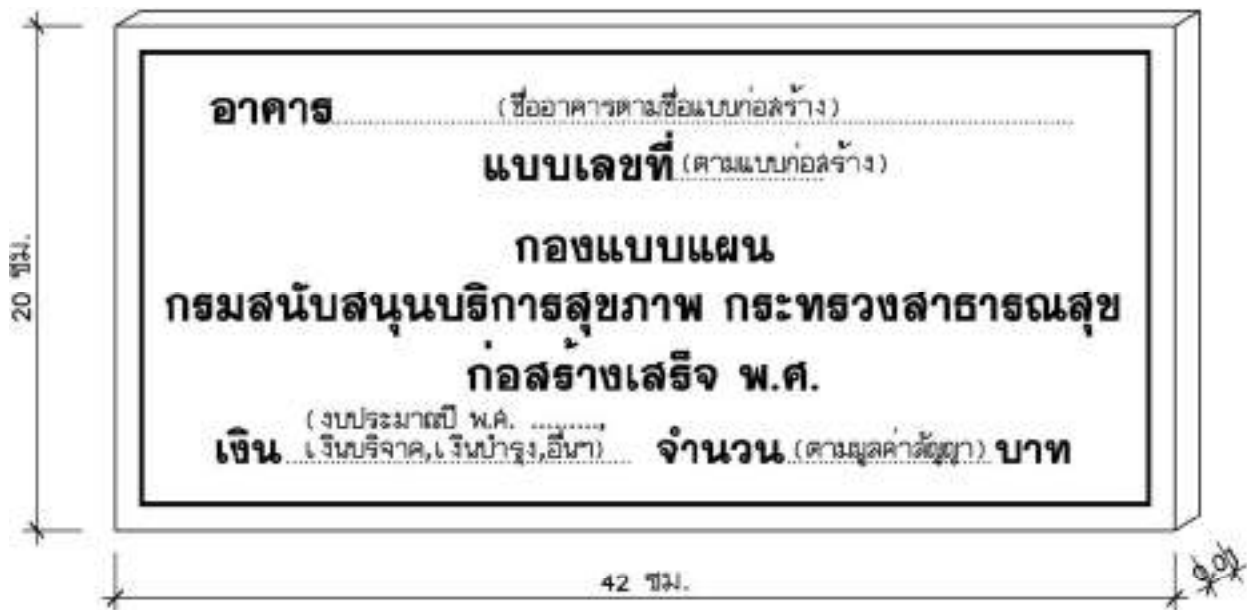 อาคาร (ชื่ออาคารตามชื่อแบบก่อสร้าง)
แบบเลขที่ (ตามแบบก่อสร้าง)
กองแบบแผน
กรมสนับสนุนบริการสุขภาพ กระทรวงสาธารณสุข
ก่อสร้างเสร็จ พ.ศ.
(งบประมาณปี พ.ศ. .........,
เงิน เงินบริจาค,เงินบำรุง,อื่นๆ) จำนวน (ตามมูลค่าสัญญา) บาท
20 ซม.
42 ซม.